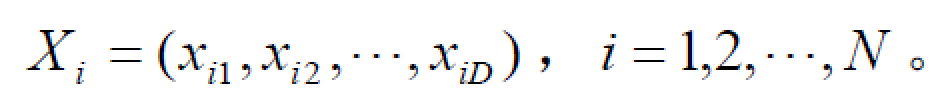 X_i = (x_{i1}, x_{i2}, ⋯, x_{iD})，i = 1,2,⋯,N。